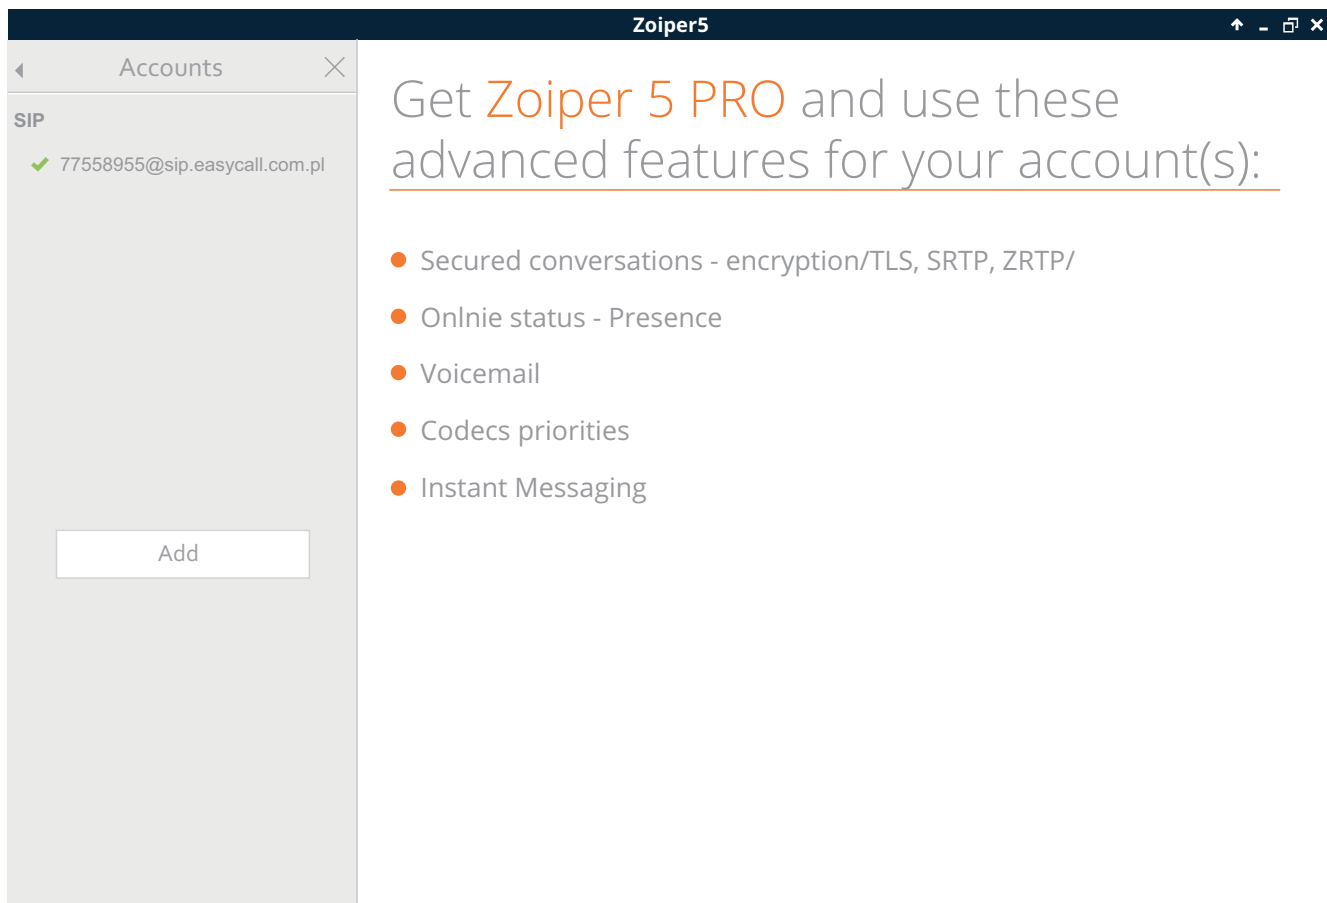 Zoiper5
Accounts
SIP
77558955@sip.easycall.com.pl
Add
Get Zoiper 5 PRO and use these
advanced features for your account(s):
Secured conversations - encryption/TLS, SRTP, ZRTP/
Onlnie status - Presence
Voicemail
Codecs priorities
Instant Messaging